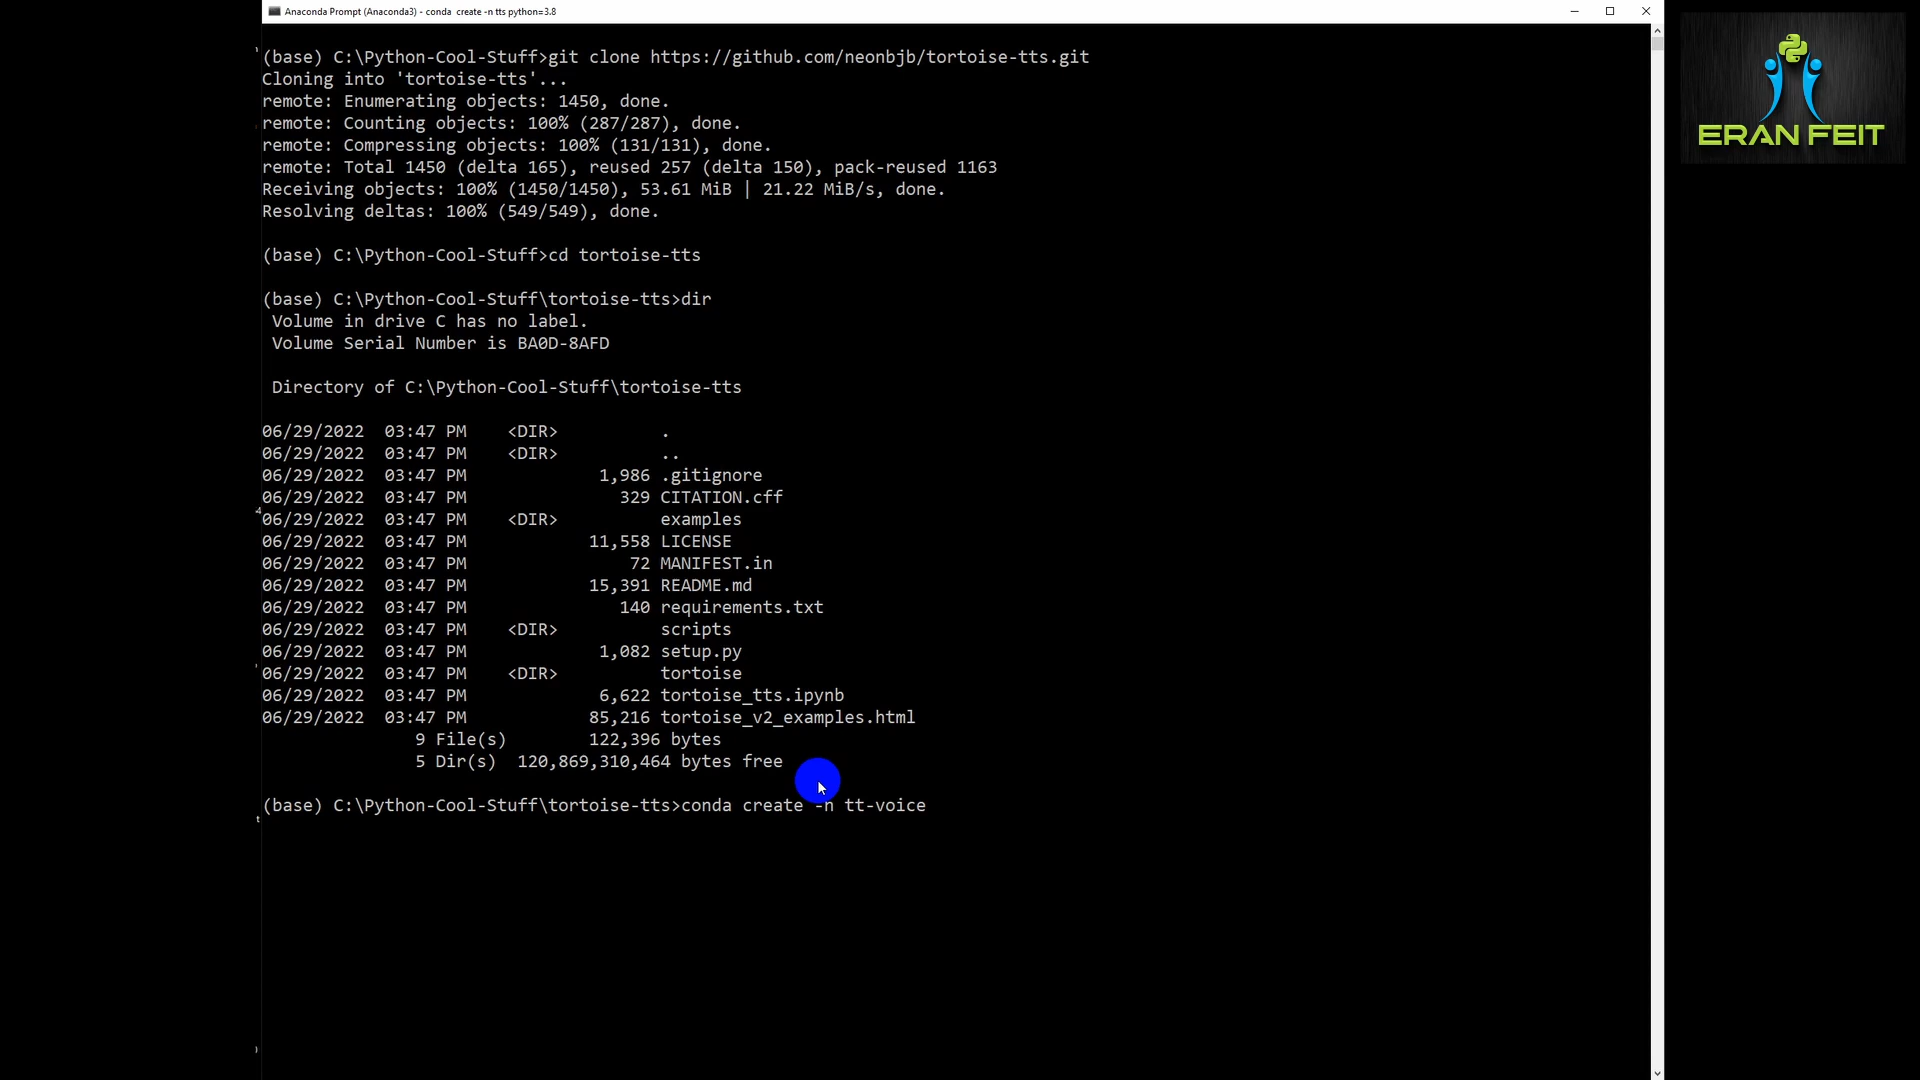 Anaconda Prompt (Anaconda3) - conda  create -n tts python=3.8
(base) C:\Python-Cool-Stuff>git clone https://github.com/neonbjb/tortoise-tts.git
Cloning into 'tortoise-tts'...
remote: Enumerating objects: 1450, done.
remote: Counting objects: 100% (287/287), done.
remote: Compressing objects: 100% (131/131), done.
remote: Total 1450 (delta 165), reused 257 (delta 150), pack-reused 1163
Receiving objects: 100% (1450/1450), 53.61 MiB | 21.22 MiB/s, done.
Resolving deltas: 100% (549/549), done.
(base) C:\Python-Cool-Stuff>cd tortoise-tts
(base) C:\Python-Cool-Stuff\tortoise-tts>dir
Volume in drive C has no label.
Volume Serial Number is BA0D-8AFD
Directory of C:\Python-Cool-Stuff\tortoise-tts
06/29/2022  03:47 PM    <DIR>          .
06/29/2022  03:47 PM    <DIR>          ..
06/29/2022  03:47 PM             1,986 .gitignore
06/29/2022  03:47 PM               329 CITATION.cff
06/29/2022  03:47 PM    <DIR>          examples
06/29/2022  03:47 PM            11,558 LICENSE
06/29/2022  03:47 PM                72 MANIFEST.in
06/29/2022  03:47 PM            15,391 README.md
06/29/2022  03:47 PM               140 requirements.txt
06/29/2022  03:47 PM    <DIR>          scripts
06/29/2022  03:47 PM             1,082 setup.py
06/29/2022  03:47 PM    <DIR>          tortoise
06/29/2022  03:47 PM             6,622 tortoise_tts.ipynb
06/29/2022  03:47 PM            85,216 tortoise_v2_examples.html
9 File(s)        122,396 bytes
5 Dir(s)  120,869,310,464 bytes free
(base) C:\Python-Cool-Stuff\tortoise-tts>conda create -n tt-voice
ERAN FEIT